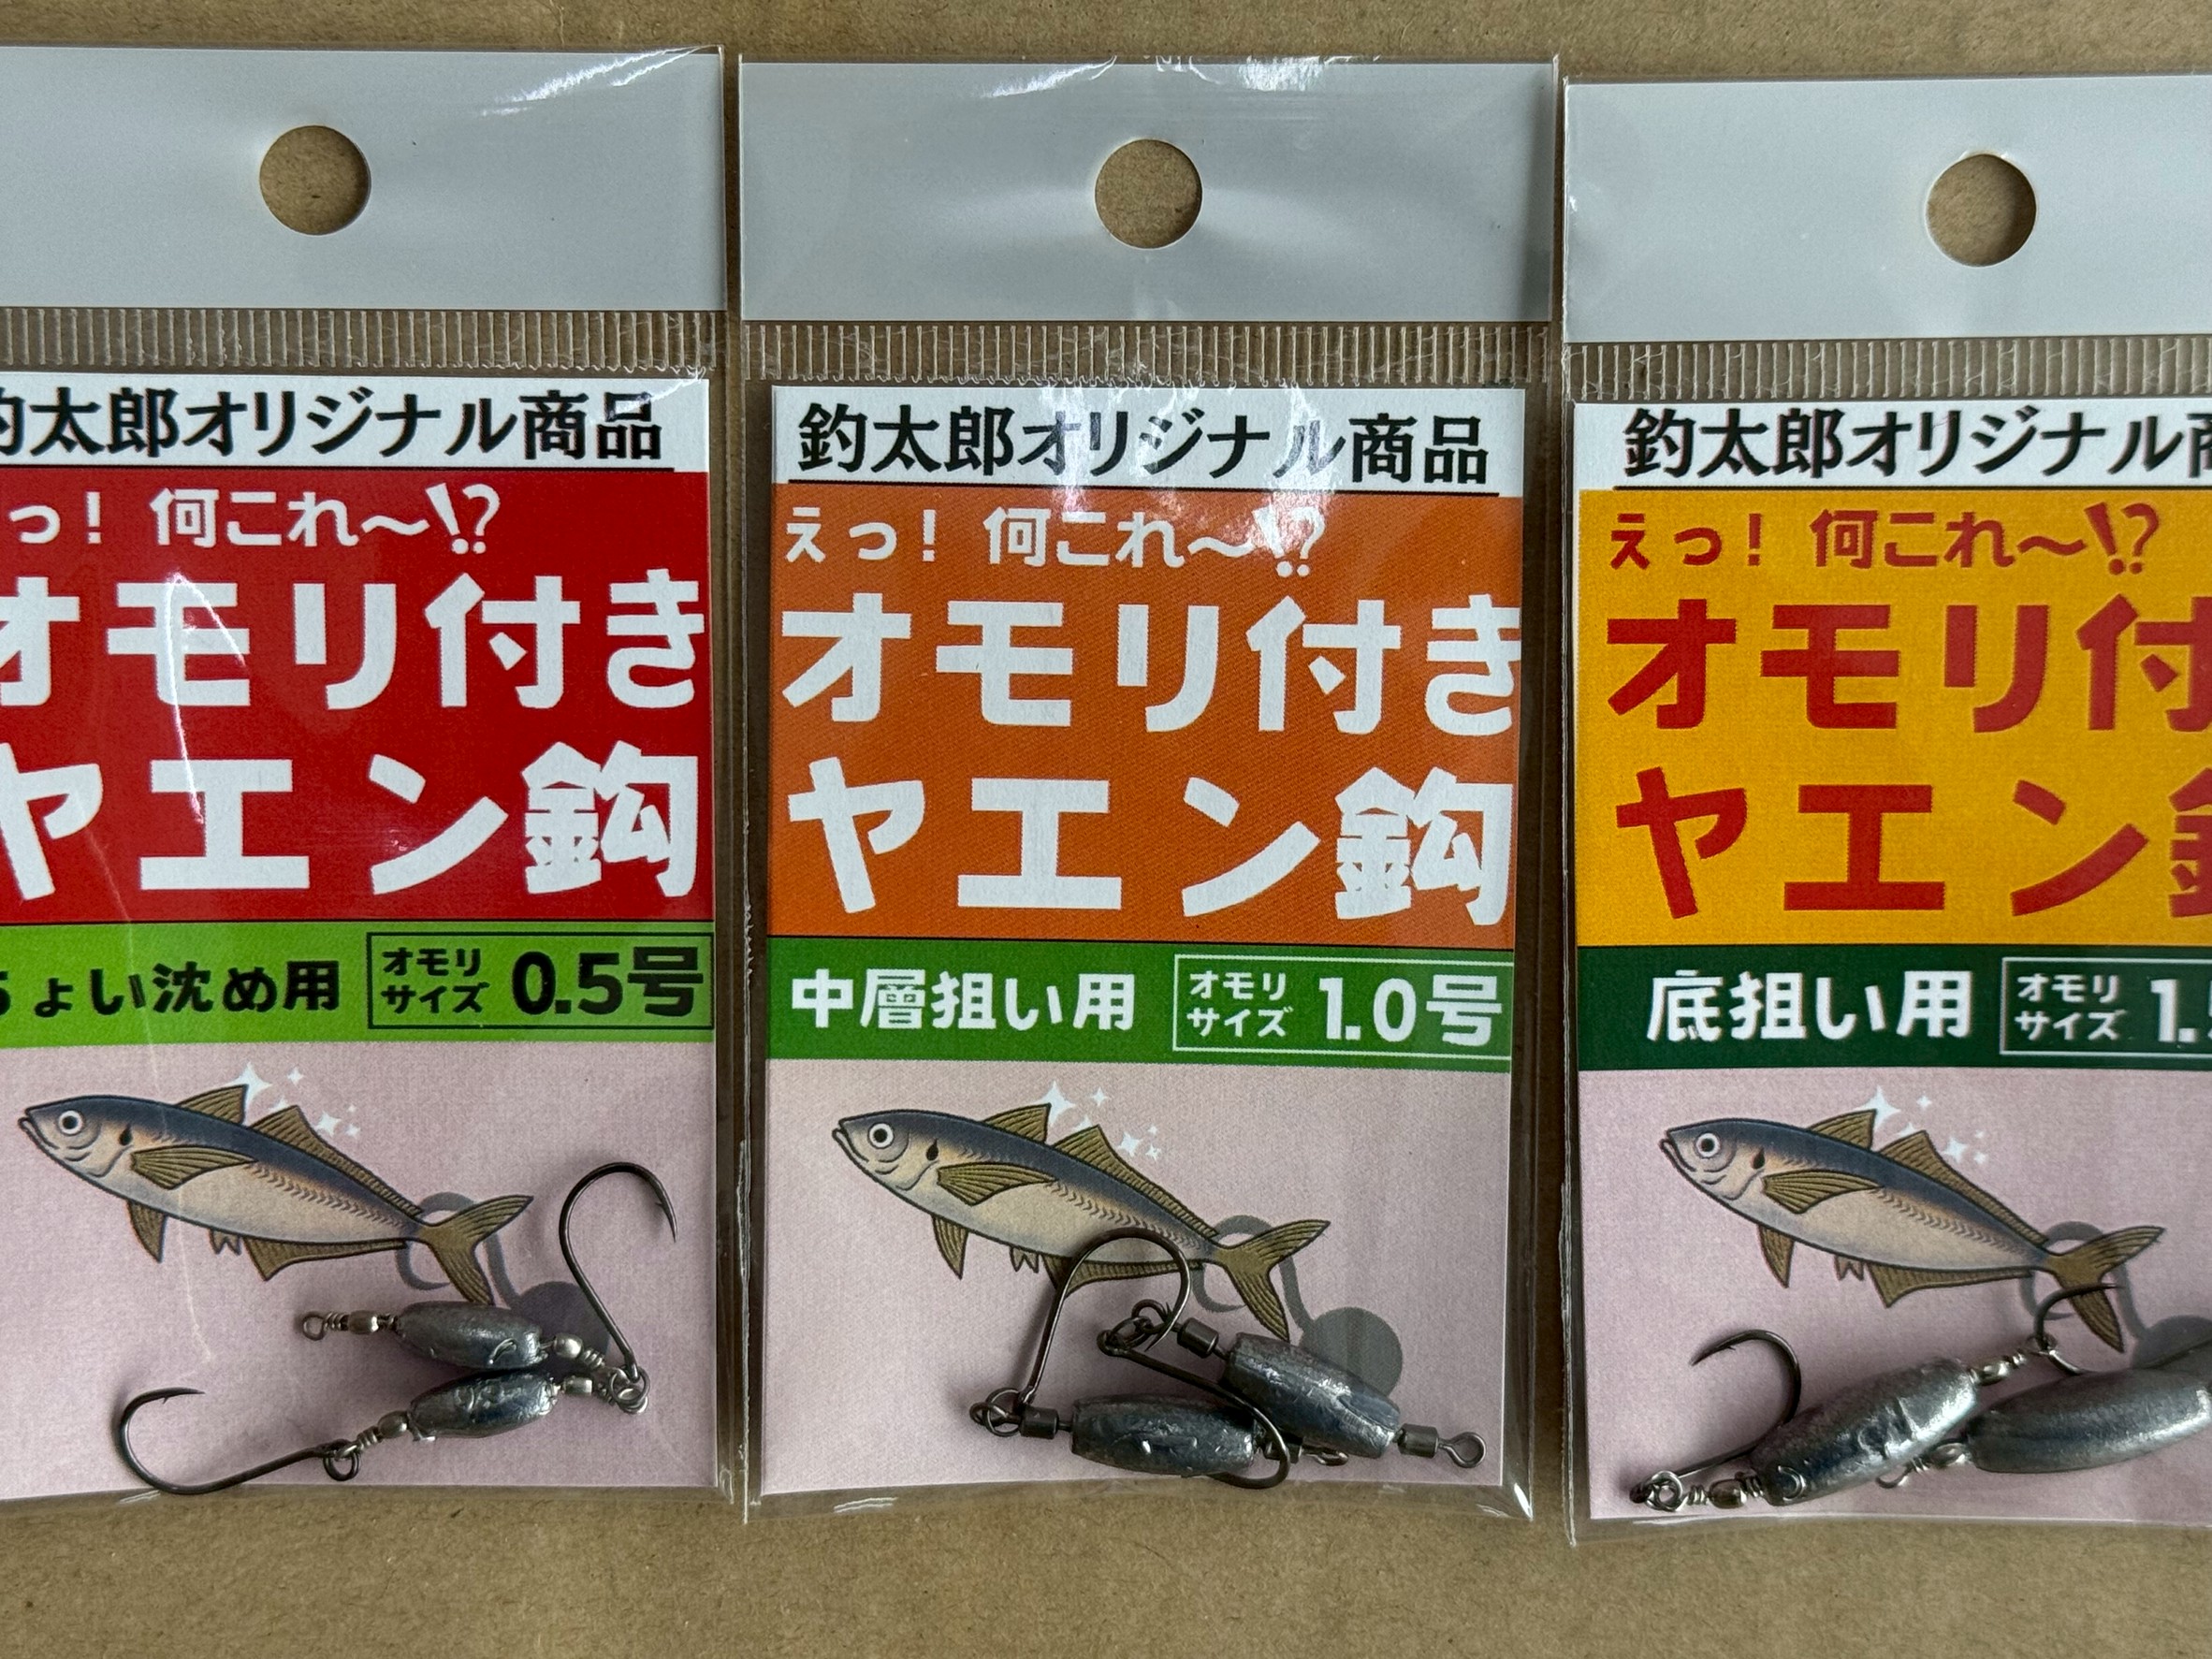 釣太郎オリジナル商品
っ！何これ～!?
オモリ付き
ヤエン鈎
ちょい沈め用
オモリサイズ 0.5号
釣太郎オリジナル商品
えっ！何これ～!?
オモリ付き
ヤエン鈎
中層狙い用
オモリサイズ 1.0号
釣太郎オリジナル商
えっ！何これ～!?
オモリ付
ヤエン
底狙い用
オモリサイズ 1.